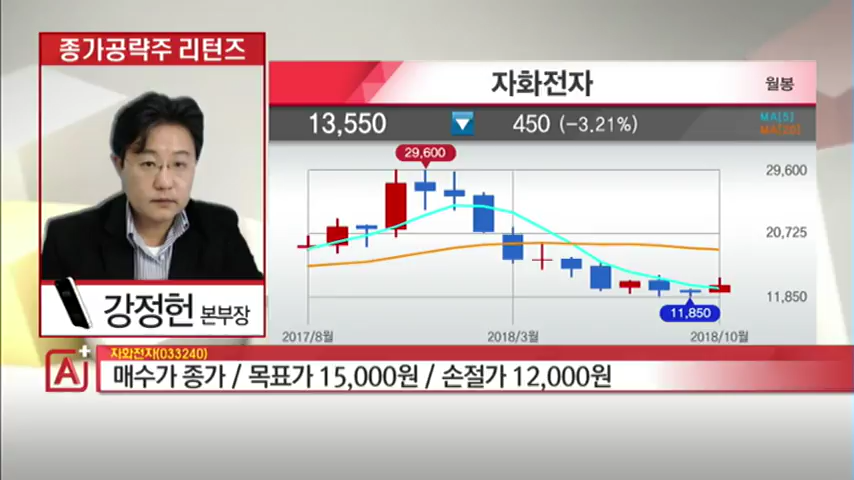 종가공략주 리턴즈
강정헌 본부장
자화전자
월봉
13,550 ▼ 450 (-3.21%)
MA[5]
MA[20]
29,600
29,600
20,725
11,850
11,850
2017/8월
2018/3월
2018/10월
A+
자화전자(033240)
매수가 종가 / 목표가 15,000원 / 손절가 12,000원